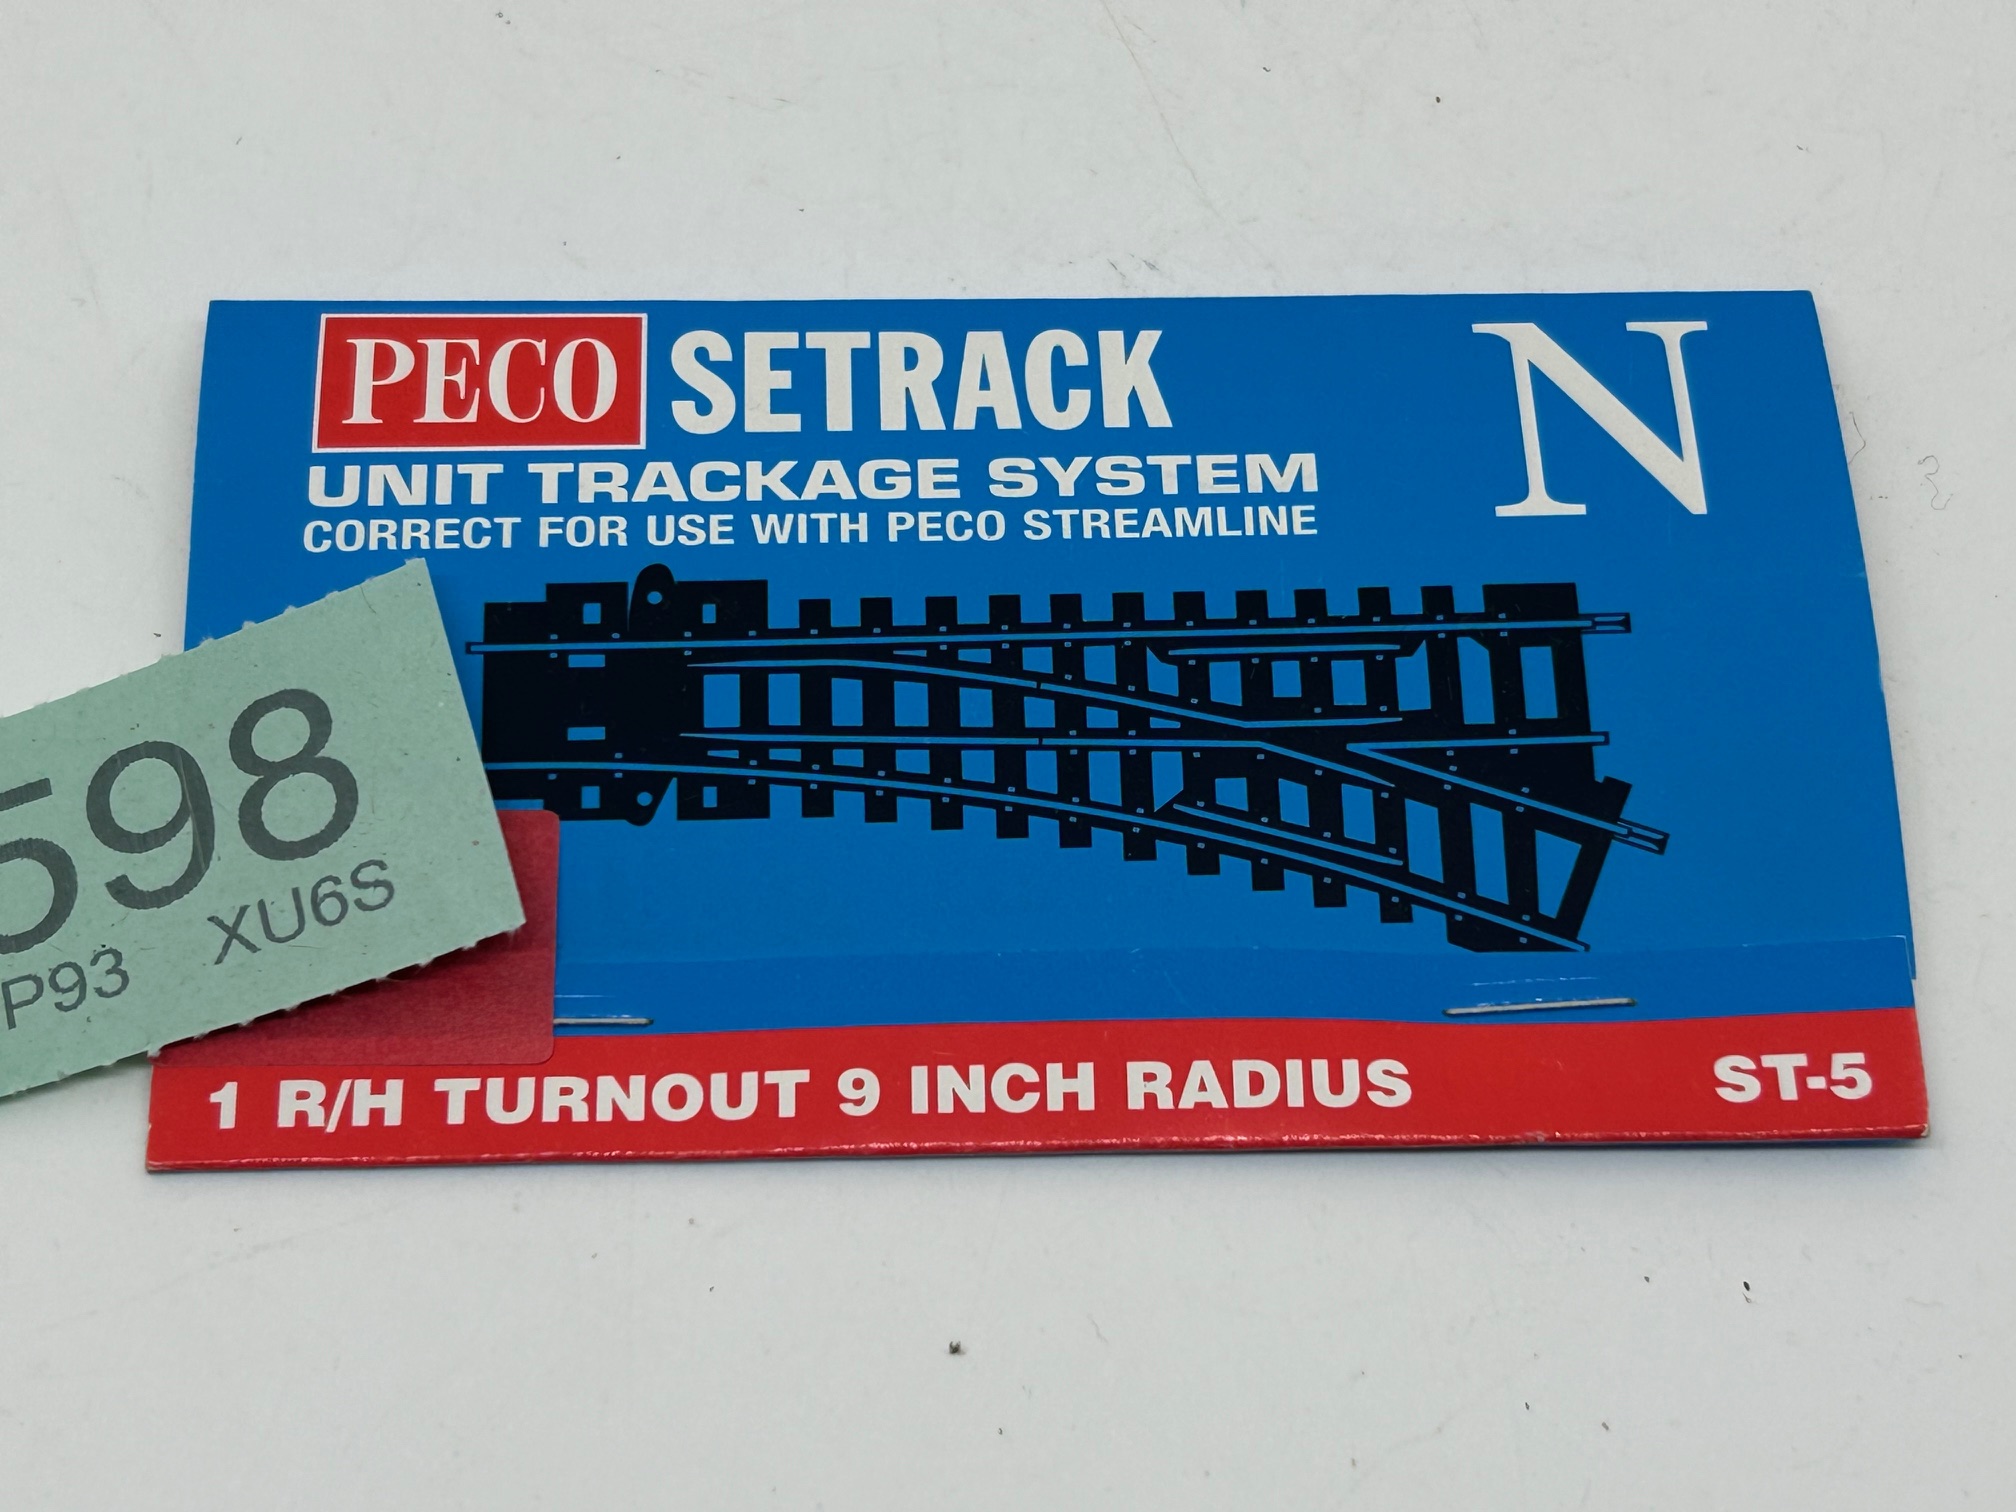 PECO SETRACK
N
UNIT TRACKAGE SYSTEM
CORRECT FOR USE WITH PECO STREAMLINE
598
P93 XU6S
1 R/H TURNOUT 9 INCH RADIUS
ST-5